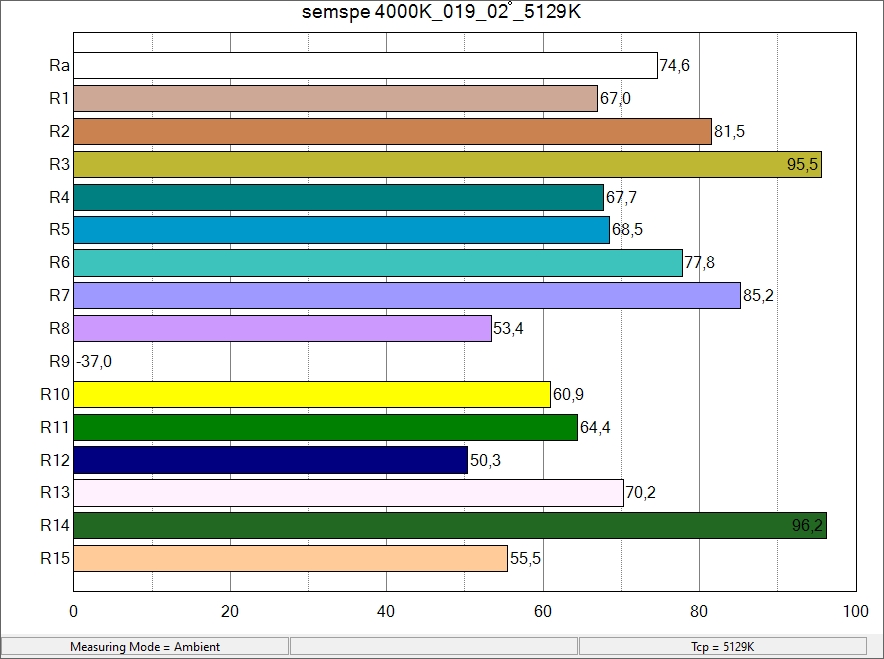 semspe 4000K_019_02°_5129K
Ra 74,6
R1 67,0
R2 81,5
R3 95,5
R4 67,7
R5 68,5
R6 77,8
R7 85,2
R8 53,4
R9 -37,0
R10 60,9
R11 64,4
R12 50,3
R13 70,2
R14 96,2
R15 55,5
0 20 40 60 80 100
Measuring Mode = Ambient Tcp = 5129K